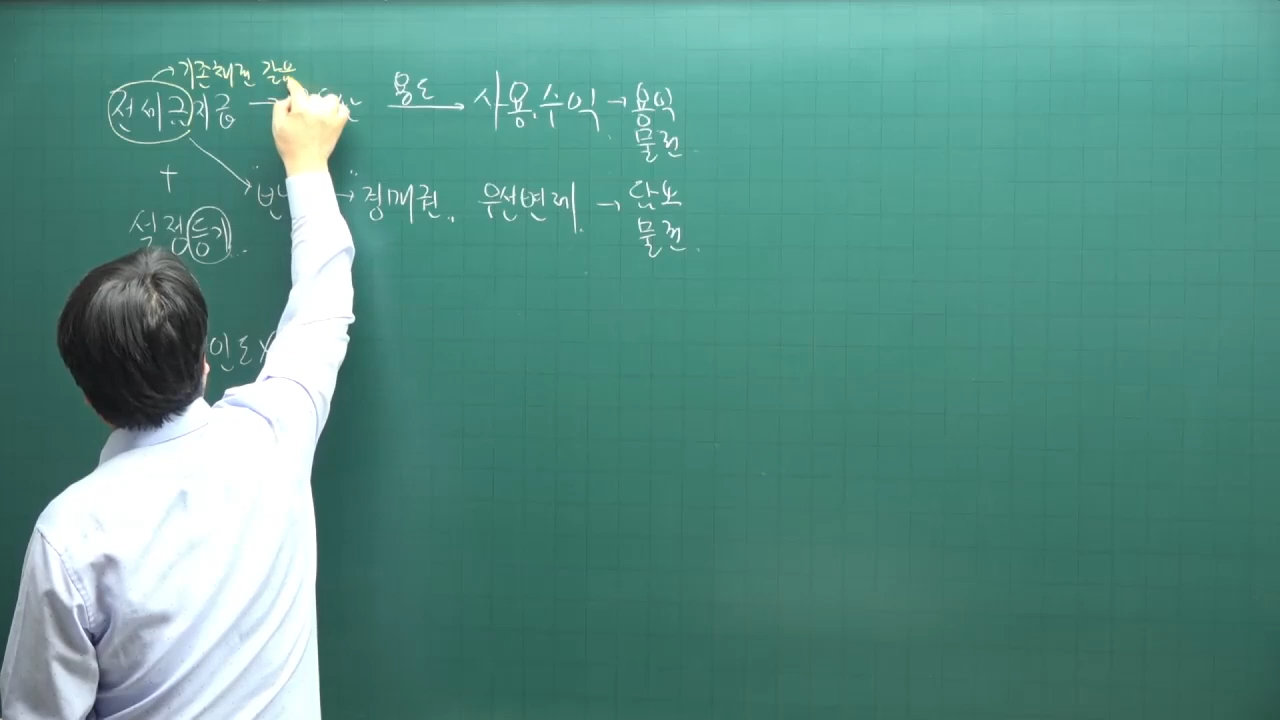 기존채권 갈
전세금지급 → 용도 → 사용.수익 → 용익
물권.
+
→ 경매권. 우선변제. → 담보
물권.
설정등기...
인도X